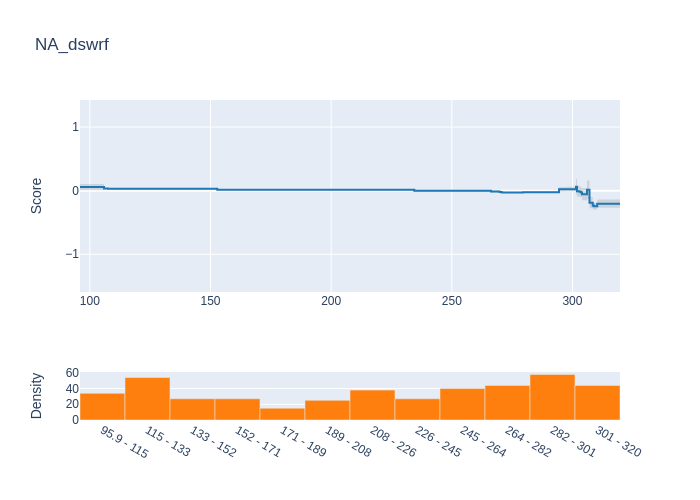 NA_dswrf
Score
1
0
−1
100
150
200
250
300
Density
60
40
20
0
95.9 - 115
115 - 133
133 - 152
152 - 171
171 - 189
189 - 208
208 - 226
226 - 245
245 - 264
264 - 282
282 - 301
301 - 320